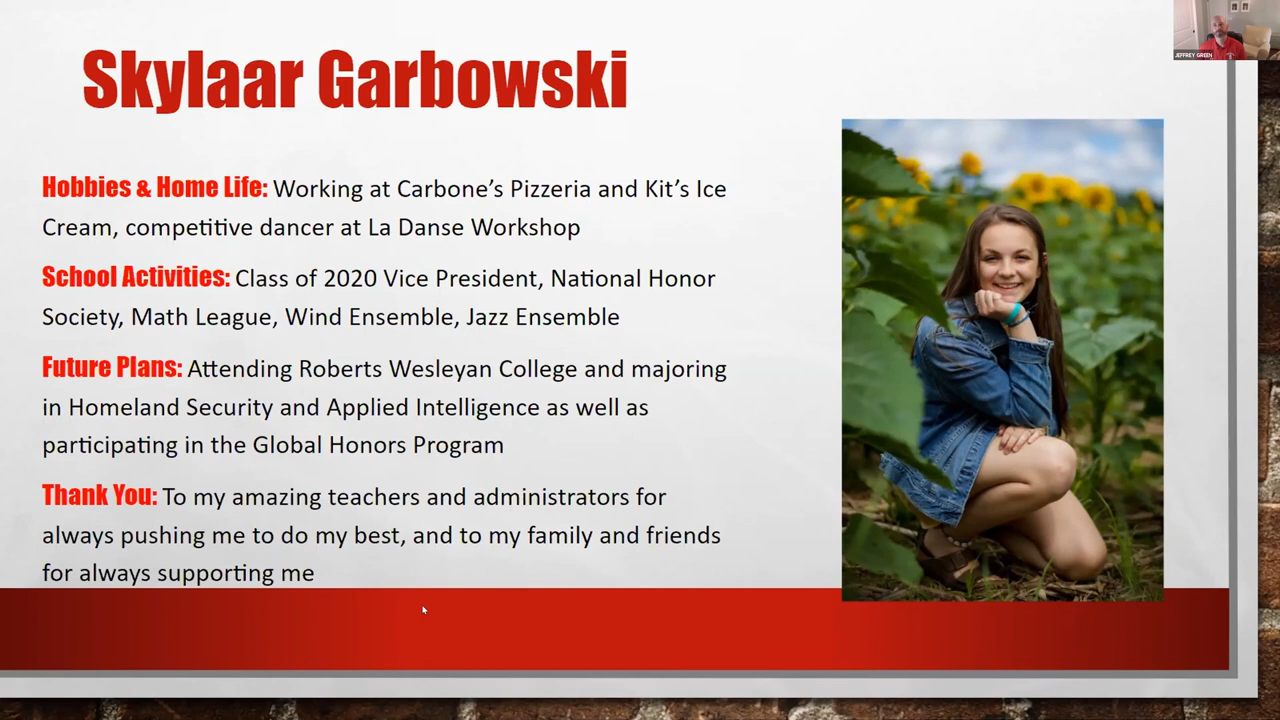 Skylaar Garbowski
JEFFREY GREEN
Hobbies & Home Life: Working at Carbone's Pizzeria and Kit's Ice
Cream, competitive dancer at La Danse Workshop
School Activities: Class of 2020 Vice President, National Honor
Society, Math League, Wind Ensemble, Jazz Ensemble
Future Plans: Attending Roberts Wesleyan College and majoring
in Homeland Security and Applied Intelligence as well as
participating in the Global Honors Program
Thank You: To my amazing teachers and administrators for
always pushing me to do my best, and to my family and friends
for always supporting me